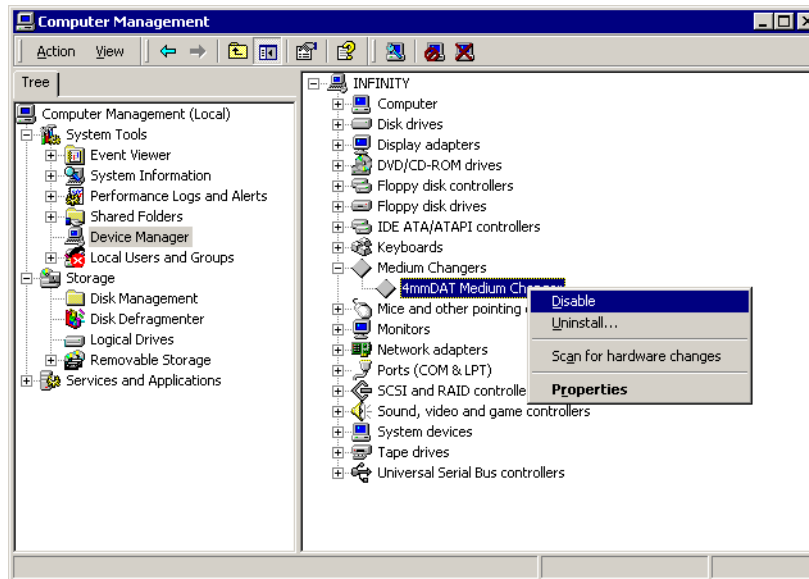 Computer Management
Action View
Tree
Computer Management (Local)
System Tools
Event Viewer
System Information
Performance Logs and Alerts
Shared Folders
Device Manager
Local Users and Groups
Storage
Disk Management
Disk Defragmenter
Logical Drives
Removable Storage
Services and Applications
INFINITY
Computer
Disk drives
Display adapters
DVD/CD-ROM drives
Floppy disk controllers
Floppy disk drives
IDE ATA/ATAPI controllers
Keyboards
Medium Changers
4mmDAT Medium
Mice and other pointing
Monitors
Network adapters
Ports (COM & LPT)
SCSI and RAID
Sound, video and game controllers
System devices
Tape drives
Universal Serial Bus controllers
Disable
Uninstall...
Scan for hardware changes
Properties